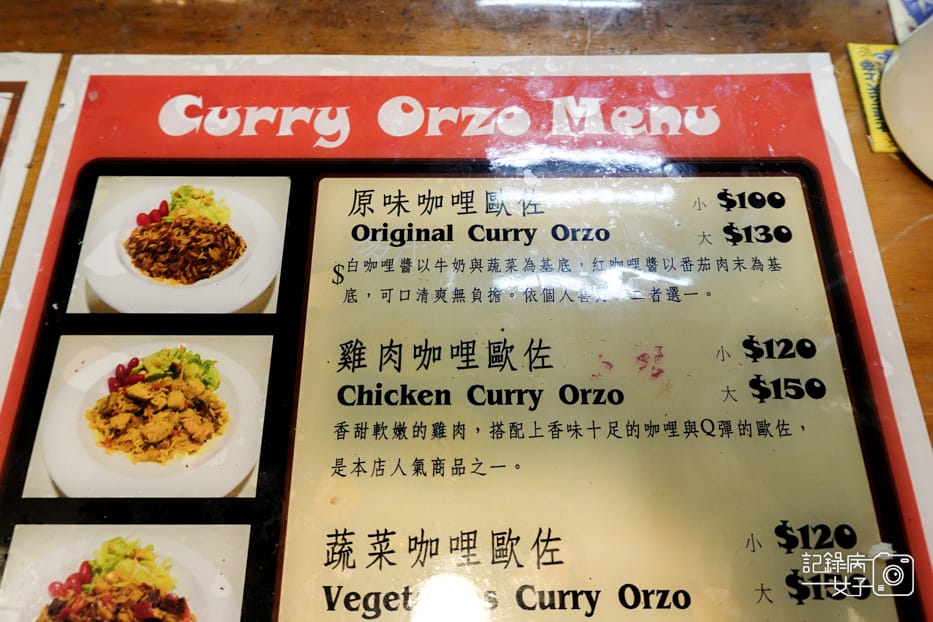 Curry Orzo Menu
原味咖哩歐佐 小 $100
Original Curry Orzo 大 $130
$白咖哩醬以牛奶與蔬菜為基底,紅咖哩醬以番茄肉末為基
底,可口清爽無負擔。依個人喜 二者選一。
雞肉咖哩歐佐 小 $120
Chicken Curry Orzo 大 $150
香甜軟嫩的雞肉,搭配上香味十足的咖哩與Q彈的歐佐,
是本店人氣商品之一。
蔬菜咖哩歐佐 小 $120
Curry Orzo 大
記錄病
女子